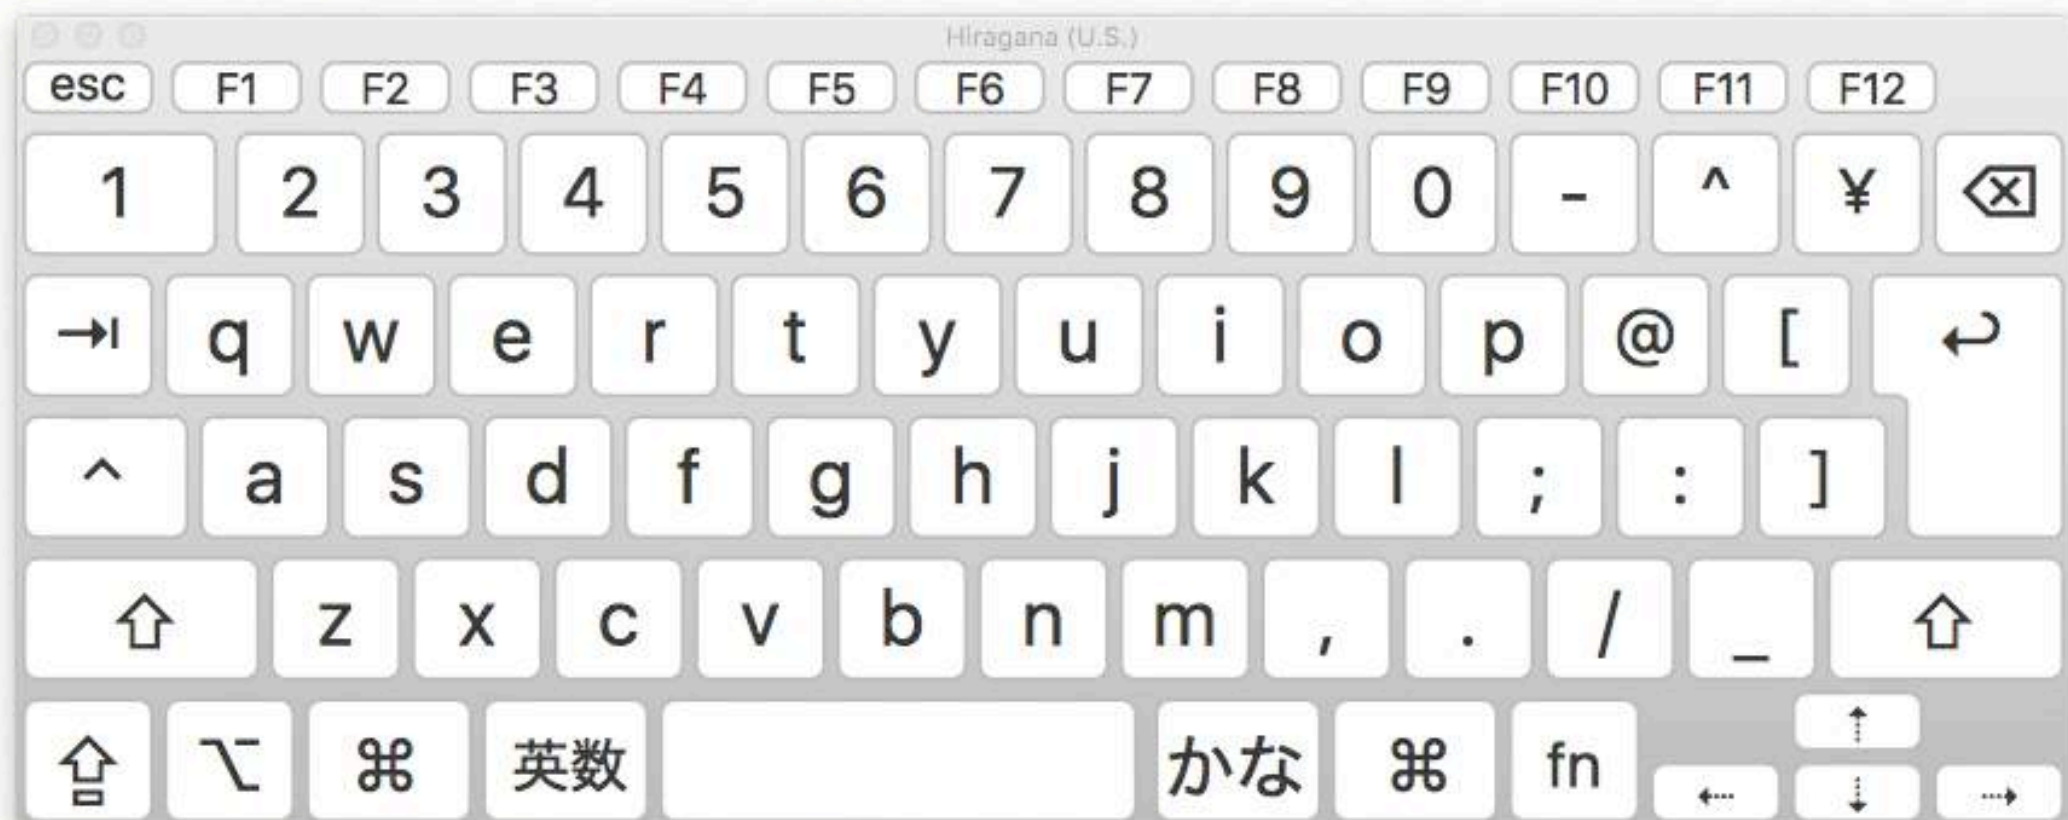 Hiragana (U.S.)
esc F1 F2 F3 F4 F5 F6 F7 F8 F9 F10 F11 F12
1 2 3 4 5 6 7 8 9 0 - ^ ¥ ⌫
⇥ q w e r t y u i o p @ [ ↩
^ a s d f g h j k l ; : ]
⇧ z x c v b n m , . / _ ⇧
⇪ ⌥ ⌘ 英数 かな ⌘ fn ← ↑ ↓ →